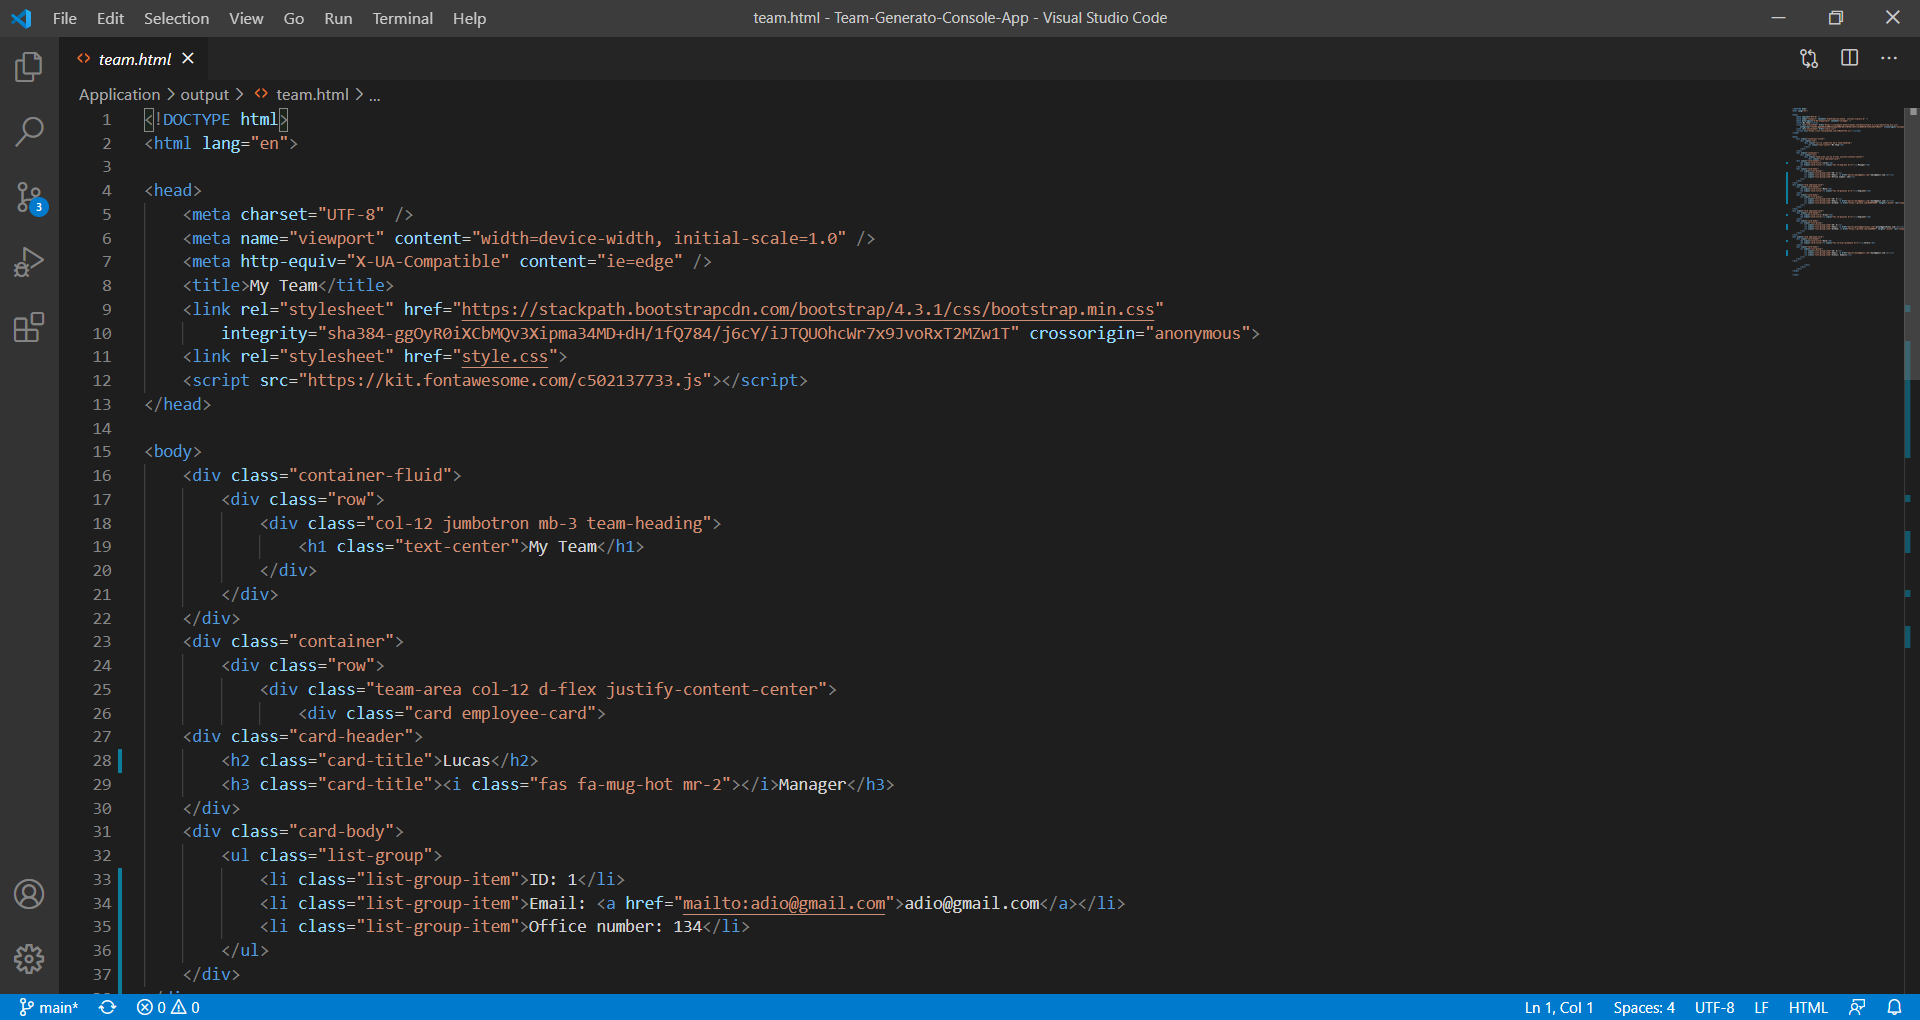 File Edit Selection View Go Run Terminal Help team.html - Team-Generato-Console-App - Visual Studio Code
team.html
Application > output > team.html > ...
1 <!DOCTYPE html>
2 <html lang="en">
3
4 <head>
5 <meta charset="UTF-8" />
6 <meta name="viewport" content="width=device-width, initial-scale=1.0" />
7 <meta http-equiv="X-UA-Compatible" content="ie=edge" />
8 <title>My Team</title>
9 <link rel="stylesheet" href="https://stackpath.bootstrapcdn.com/bootstrap/4.3.1/css/bootstrap.min.css"
10 integrity="sha384-ggOyR0iXCbMQv3Xipma34MD+dH/1fQ784/j6cY/iJTQUOhcWr7x9JvoRxT2MZw1T" crossorigin="anonymous">
11 <link rel="stylesheet" href="style.css">
12 <script src="https://kit.fontawesome.com/c502137733.js"></script>
13 </head>
14
15 <body>
16 <div class="container-fluid">
17 <div class="row">
18 <div class="col-12 jumbotron mb-3 team-heading">
19 <h1 class="text-center">My Team</h1>
20 </div>
21 </div>
22 </div>
23 <div class="container">
24 <div class="row">
25 <div class="team-area col-12 d-flex justify-content-center">
26 <div class="card employee-card">
27 <div class="card-header">
28 <h2 class="card-title">Lucas</h2>
29 <h3 class="card-title"><i class="fas fa-mug-hot mr-2"></i>Manager</h3>
30 </div>
31 <div class="card-body">
32 <ul class="list-group">
33 <li class="list-group-item">ID: 1</li>
34 <li class="list-group-item">Email: <a href="mailto:adio@gmail.com">adio@gmail.com</a></li>
35 <li class="list-group-item">Office number: 134</li>
36 </ul>
37 </div>
3
main* 0 0 Ln 1, Col 1 Spaces: 4 UTF-8 LF HTML